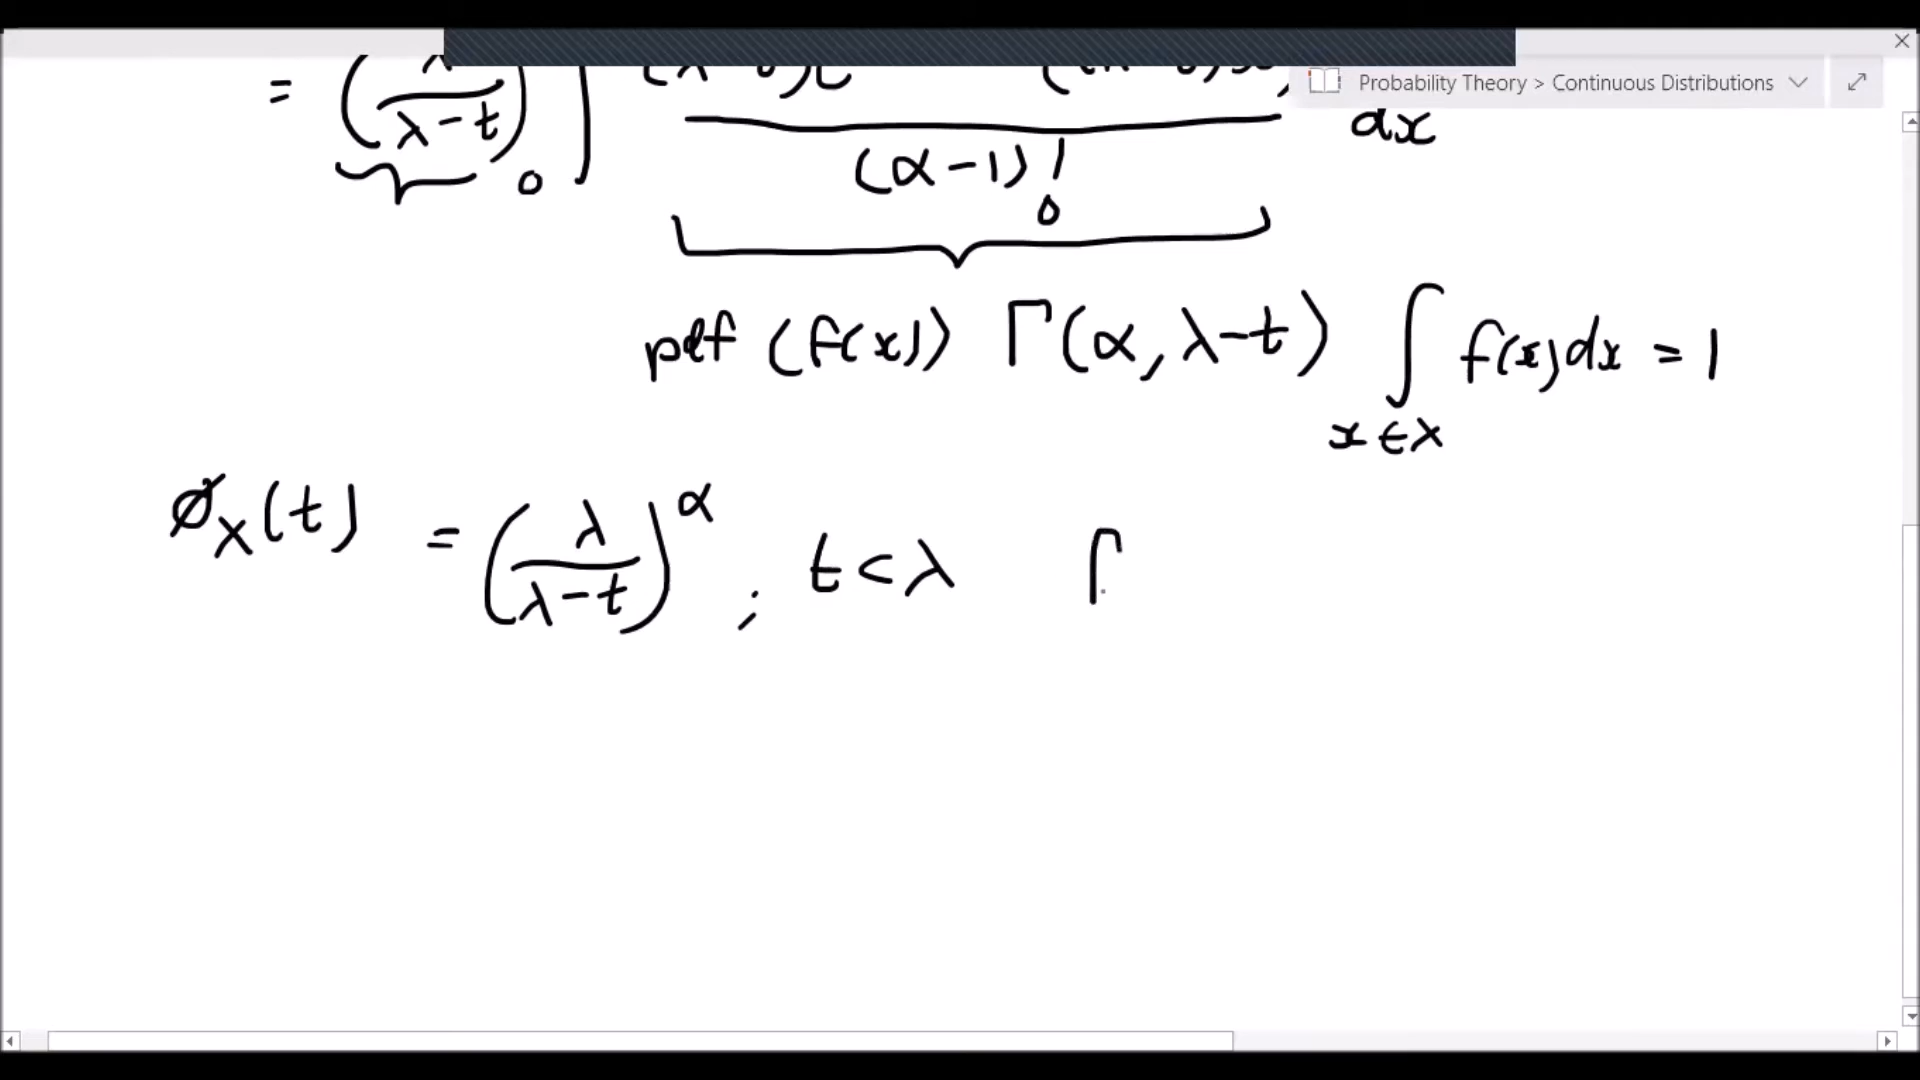 Probability Theory > Continuous Distributions
= (λ/(λ-t)) ∫ dx
0
(α-1)!
0
pdf (f(x)) Γ(α, λ-t) ∫ f(x)dx = 1
x∈X
øₓ(t) = (λ/(λ-t))^α ; t<λ Γ